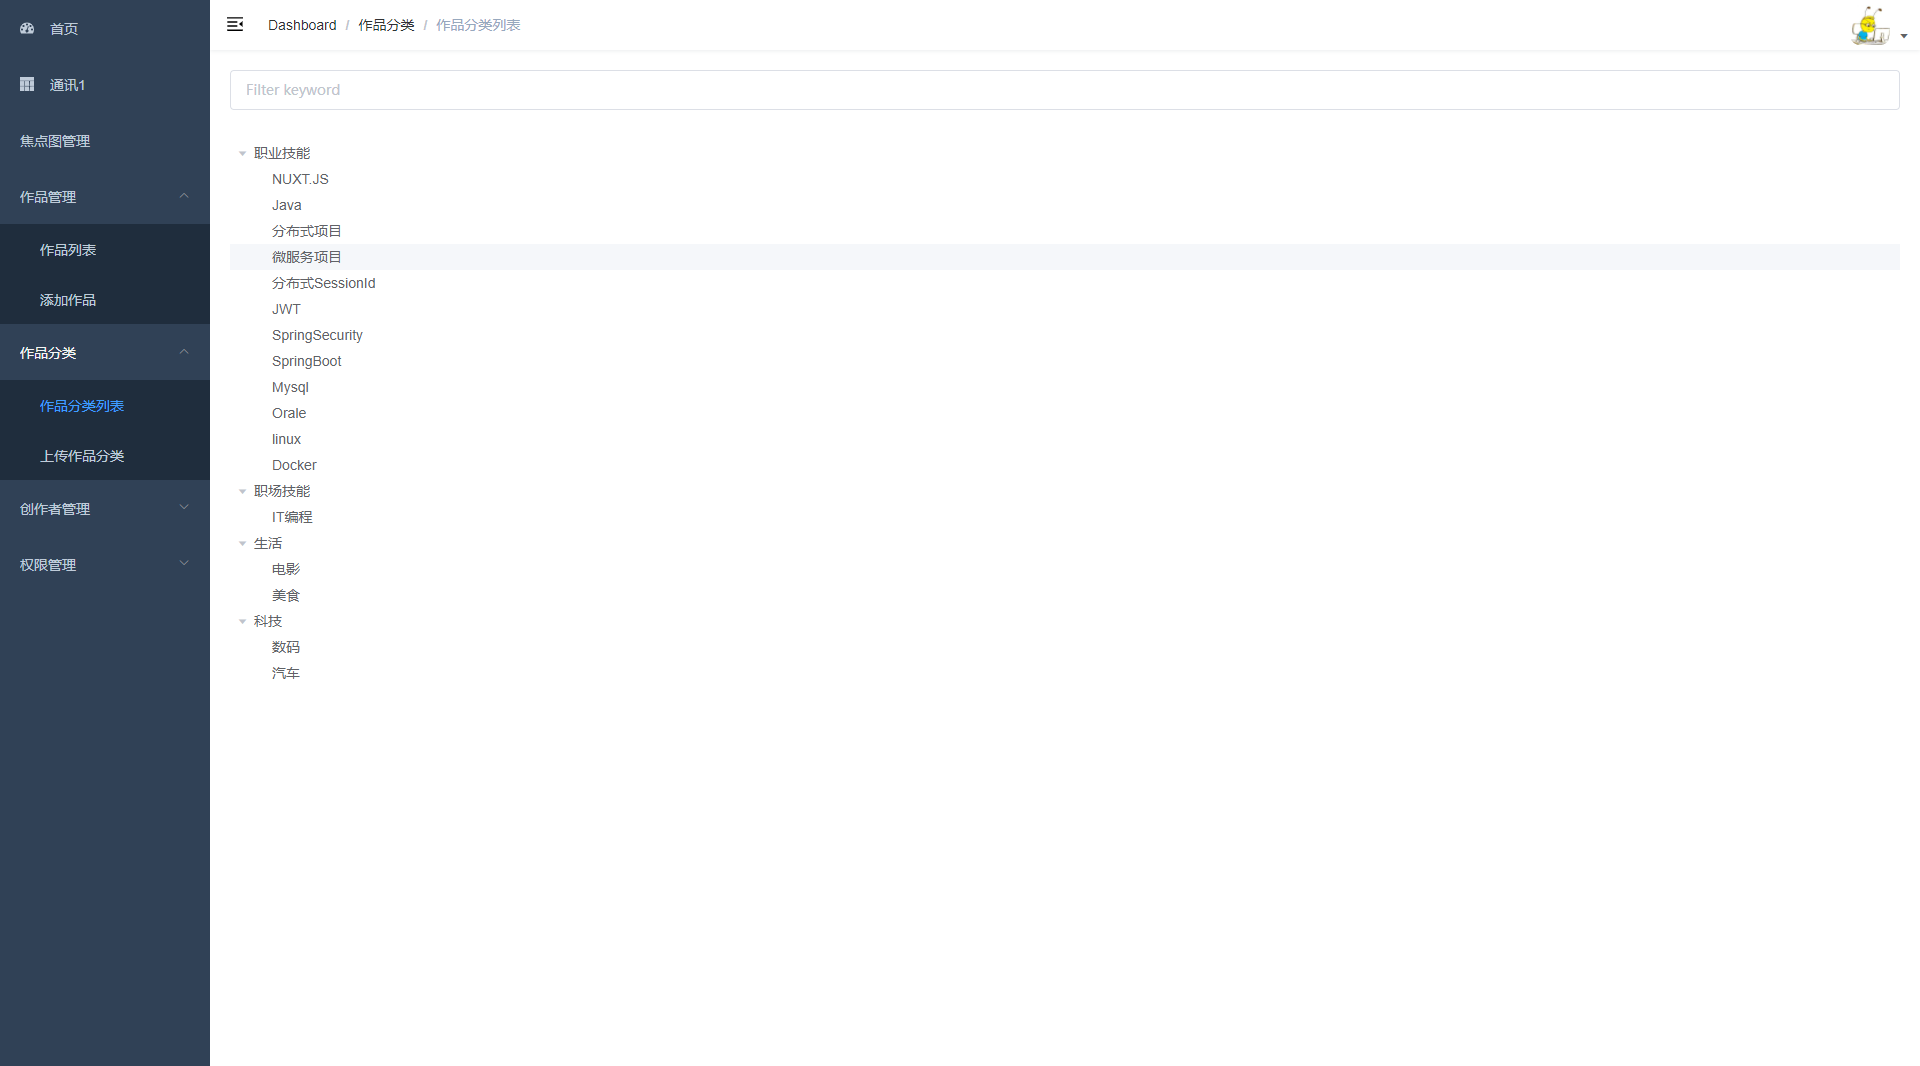 首页
通讯1
焦点图管理
作品管理
作品列表
添加作品
作品分类
作品分类列表
上传作品分类
创作者管理
权限管理
Dashboard / 作品分类 / 作品分类列表
Filter keyword
职业技能
NUXT.JS
Java
分布式项目
微服务项目
分布式SessionId
JWT
SpringSecurity
SpringBoot
Mysql
Orale
linux
Docker
职场技能
IT编程
生活
电影
美食
科技
数码
汽车